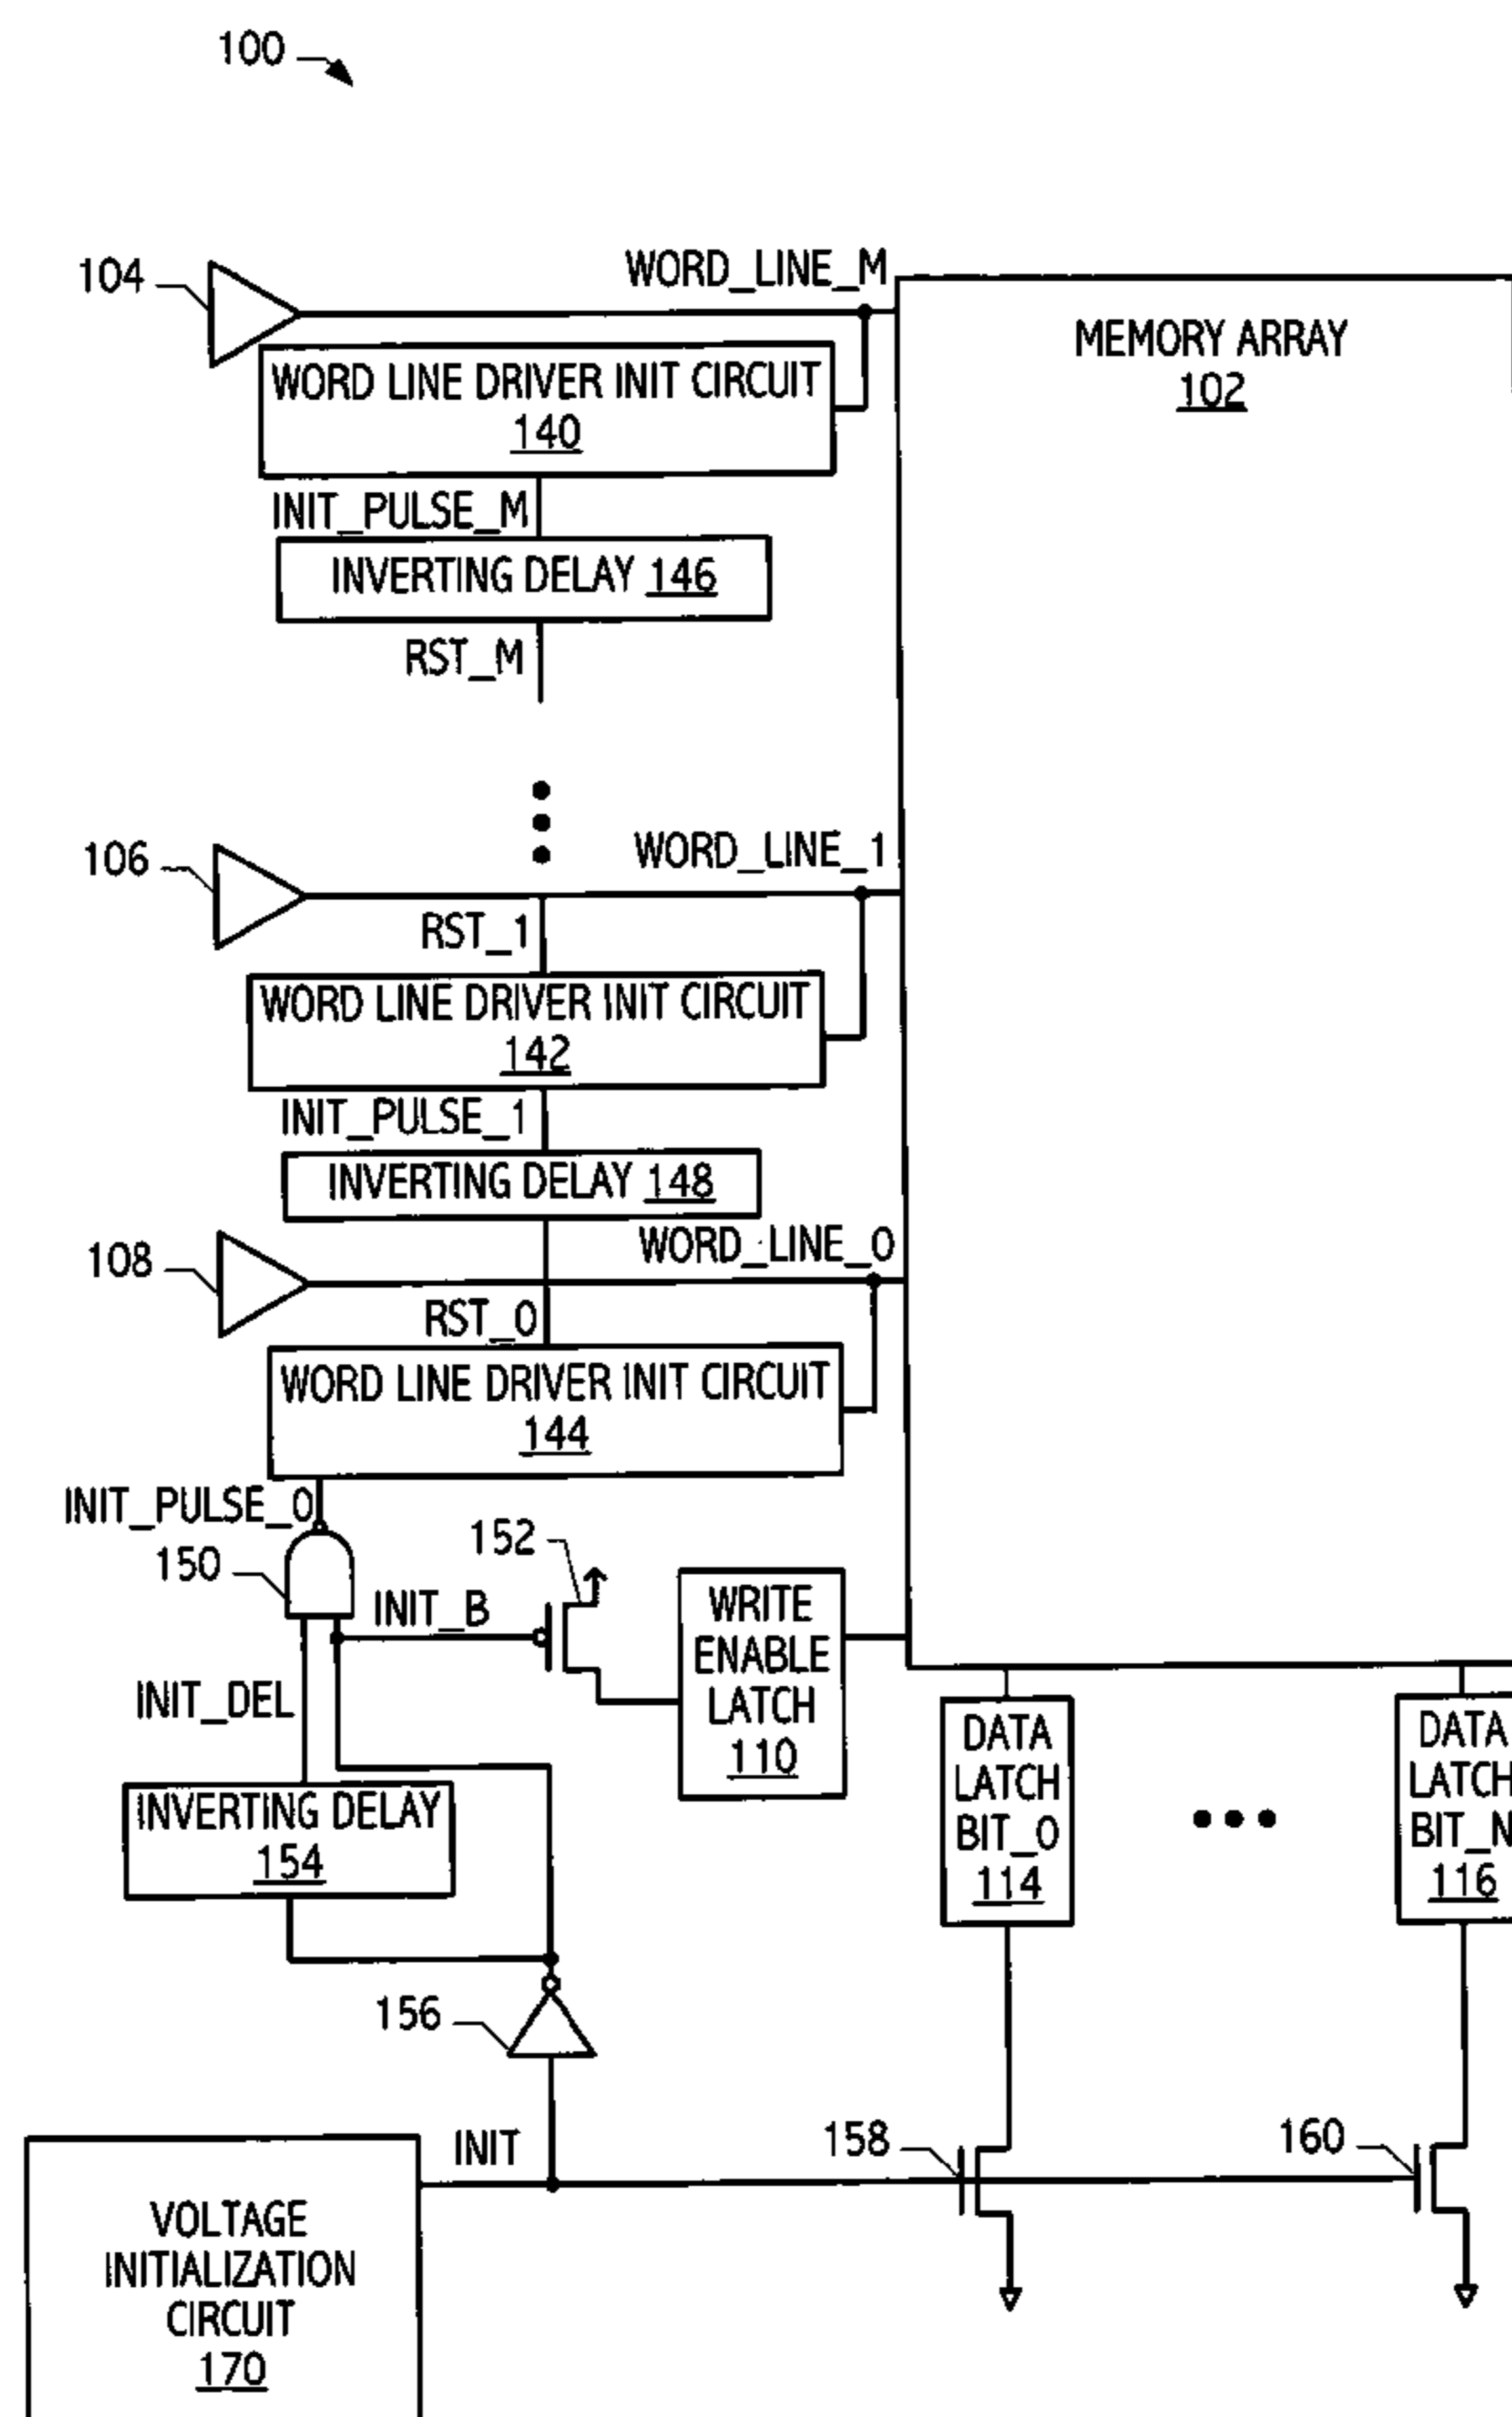 100
104
WORD_LINE_M
MEMORY ARRAY
102
WORD LINE DRIVER INIT CIRCUIT
140
INIT_PULSE_M
INVERTING DELAY 146
RST_M
106
WORD_LINE_1
RST_1
WORD LINE DRIVER INIT CIRCUIT
142
INIT_PULSE_1
INVERTING DELAY 148
108
WORD_LINE_0
RST_0
WORD LINE DRIVER INIT CIRCUIT
144
INIT_PULSE_0
150
152
INIT_B
WRITE
ENABLE
LATCH
110
INIT_DEL
INVERTING DELAY
154
DATA
LATCH
BIT_0
114
DATA
LATCH
BIT_N
116
156
INIT
158
160
VOLTAGE
INITIALIZATION
CIRCUIT
170